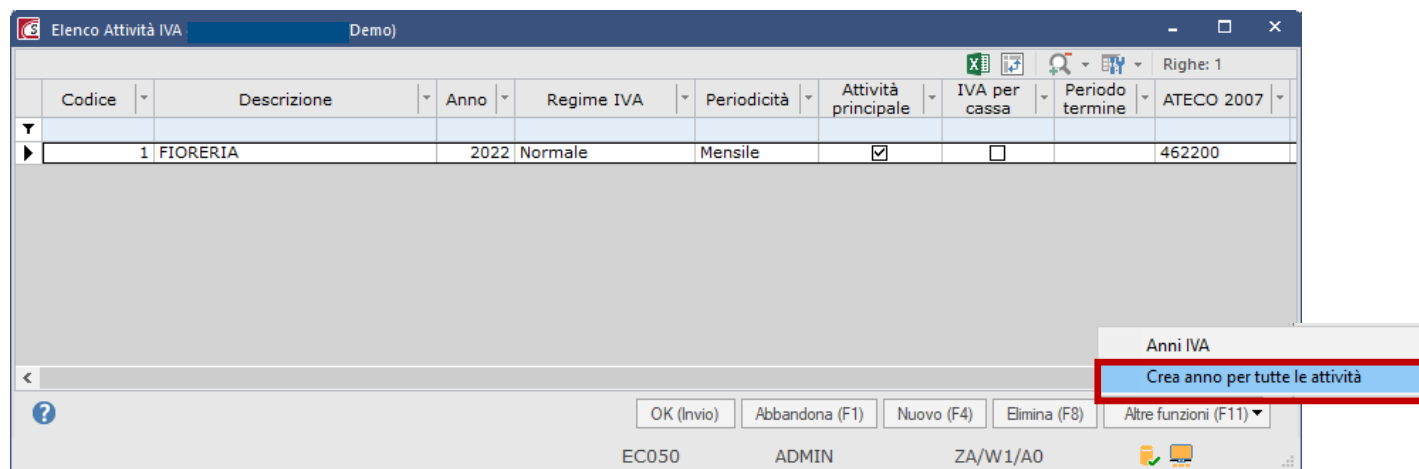 Elenco Attività IVA Demo)
Righe: 1
Codice Descrizione Anno Regime IVA Periodicità Attività principale IVA per cassa Periodo termine ATECO 2007
1 FIORERIA 2022 Normale Mensile 462200
Anni IVA
Crea anno per tutte le attività
OK (Invio) Abbandona (F1) Nuovo (F4) Elimina (F8) Altre funzioni (F11)
EC050 ADMIN ZA/W1/A0